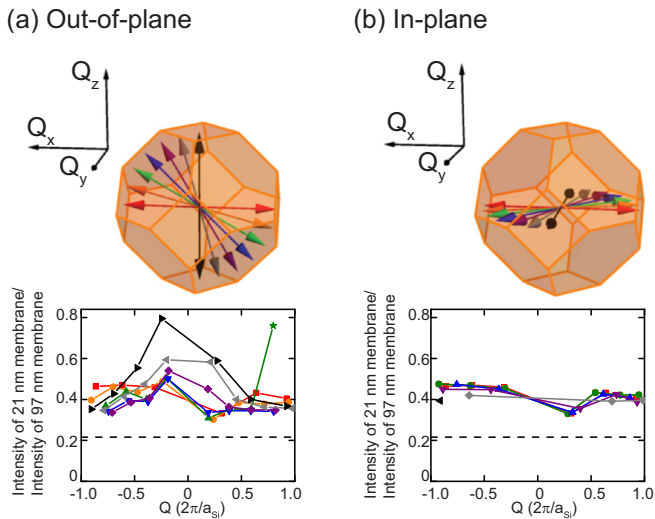 (a) Out-of-plane
(b) In-plane
Qz
Qx
Qy
Qz
Qx
Qy
Intensity of 21 nm membrane/
Intensity of 97 nm membrane
0.8
0.6
0.4
0.2
0
-1.0 -0.5 0 0.5 1.0
Q (2π/aSi)
Intensity of 21 nm membrane/
Intensity of 97 nm membrane
0.8
0.6
0.4
0.2
0
-1.0 -0.5 0 0.5 1.0
Q (2π/aSi)